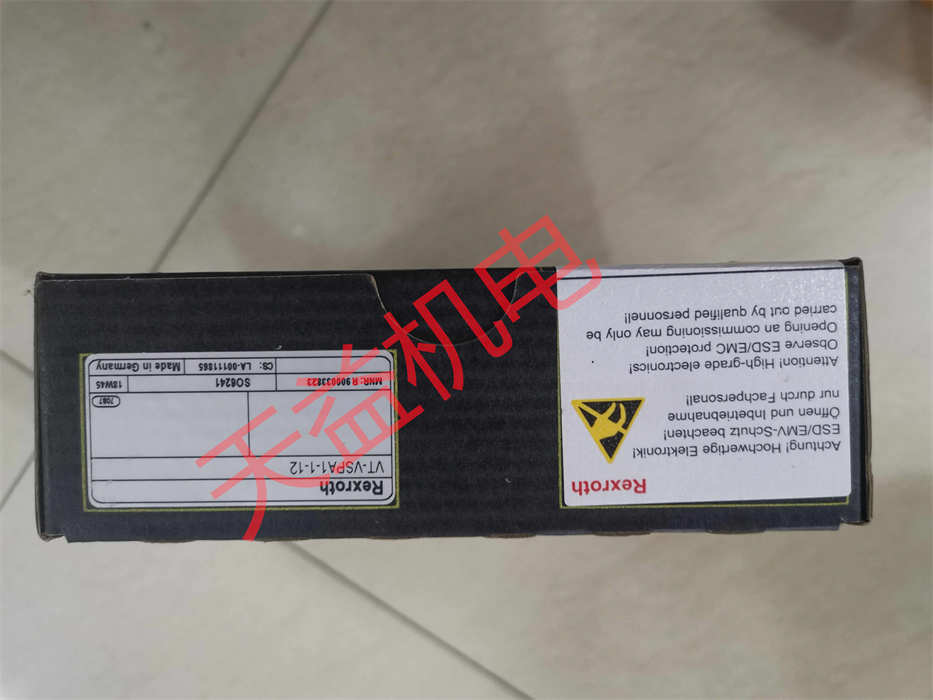 Rexroth
VT-VSPA1-1-12
7087
MNR: R 900033823
SO6241
18W45
CS: LA-00111865
Made in Germany
Rexroth
Achtung! Hochwertige Elektronik!
ESD/EMV-Schutz beachten!
Öffnen und Inbetriebnahme
nur durch Fachpersonal!
Attention! High-grade electronics!
Observe ESD/EMC protection!
Opening an commissioning may only be
carried out by qualified personnel!
天益机电